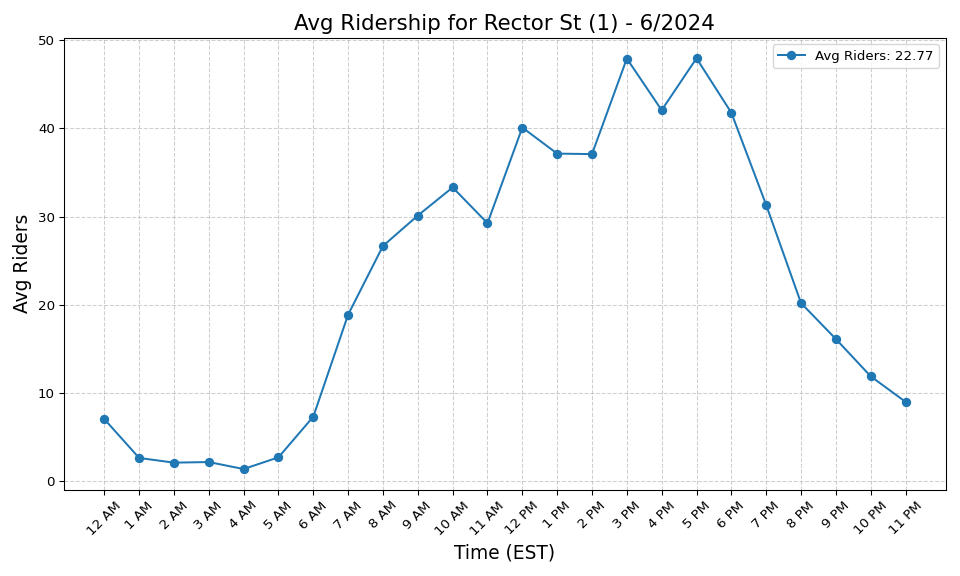 Avg Ridership for Rector St (1) - 6/2024
Avg Riders: 22.77
Avg Riders
50
40
30
20
10
0
12 AM 1 AM 2 AM 3 AM 4 AM 5 AM 6 AM 7 AM 8 AM 9 AM 10 AM 11 AM 12 PM 1 PM 2 PM 3 PM 4 PM 5 PM 6 PM 7 PM 8 PM 9 PM 10 PM 11 PM
Time (EST)